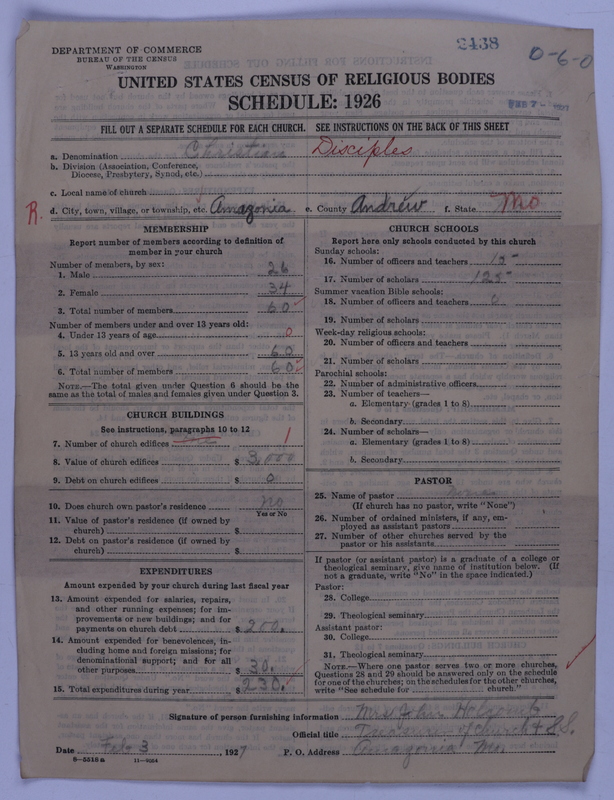 2438
0-6-0
DEPARTMENT OF COMMERCE
BUREAU OF THE CENSUS
WASHINGTON
UNITED STATES CENSUS OF RELIGIOUS BODIES
SCHEDULE: 1926
FEB 7 - 1927
FILL OUT A SEPARATE SCHEDULE FOR EACH CHURCH. SEE INSTRUCTIONS ON THE BACK OF THIS SHEET
a. Denomination Christian Disciples
b. Division (Association, Conference,
Diocese, Presbytery, Synod, etc.)
c. Local name of church
R. d. City, town, village, or township, etc. Amazonia e. County Andrew f. State Mo
MEMBERSHIP
Report number of members according to definition of
member in your church
Number of members, by sex:
1. Male 26
2. Female 34
3. Total number of members 60
Number of members under and over 13 years old:
4. Under 13 years of age 0
5. 13 years old and over 60
6. Total number of members 60
NOTE.—The total given under Question 6 should be the
same as the total of males and females given under Question 3.
CHURCH BUILDINGS
See instructions, paragraphs 10 to 12
7. Number of church edifices 1
8. Value of church edifices $ 3,000
9. Debt on church edifices $ 0
10. Does church own pastor's residence no
Yes or No
11. Value of pastor's residence (if owned by
church) $
12. Debt on pastor's residence (if owned by
church) $
EXPENDITURES
Amount expended by your church during last fiscal year
13. Amount expended for salaries, repairs,
and other running expenses; for im-
provements or new buildings; and for
payments on church debt $ 200.
14. Amount expended for benevolences, in-
cluding home and foreign missions; for
denominational support; and for all
other purposes $ 30.
15. Total expenditures during year $ 230.
CHURCH SCHOOLS
Report here only schools conducted by this church
Sunday schools:
16. Number of officers and teachers 15
17. Number of scholars 125
Summer vacation Bible schools:
18. Number of officers and teachers 0
19. Number of scholars
Week-day religious schools:
20. Number of officers and teachers
21. Number of scholars
Parochial schools:
22. Number of administrative officers
23. Number of teachers—
a. Elementary (grades 1 to 8)
b. Secondary
24. Number of scholars—
a. Elementary (grades 1 to 8)
b. Secondary
PASTOR
25. Name of pastor None
(If church has no pastor, write "None")
26. Number of ordained ministers, if any, em-
ployed as assistant pastors
27. Number of other churches served by the
pastor or his assistants
If pastor (or assistant pastor) is a graduate of a college or
theological seminary, give name of institution below. (If
not a graduate, write "No" in the space indicated.)
Pastor:
28. College
29. Theological seminary
Assistant pastor:
30. College
31. Theological seminary
NOTE.—Where one pastor serves two or more churches,
Questions 28 and 29 should be answered only on the schedule
for one of the churches; on the schedules for the other churches,
write "See schedule for church."
Signature of person furnishing information Mrs John Holcomb
Official title Treasurer of church & S.S.
Date Feb 3, 1927 P. O. Address Amazonia Mo.
8-5518 a 11-9034